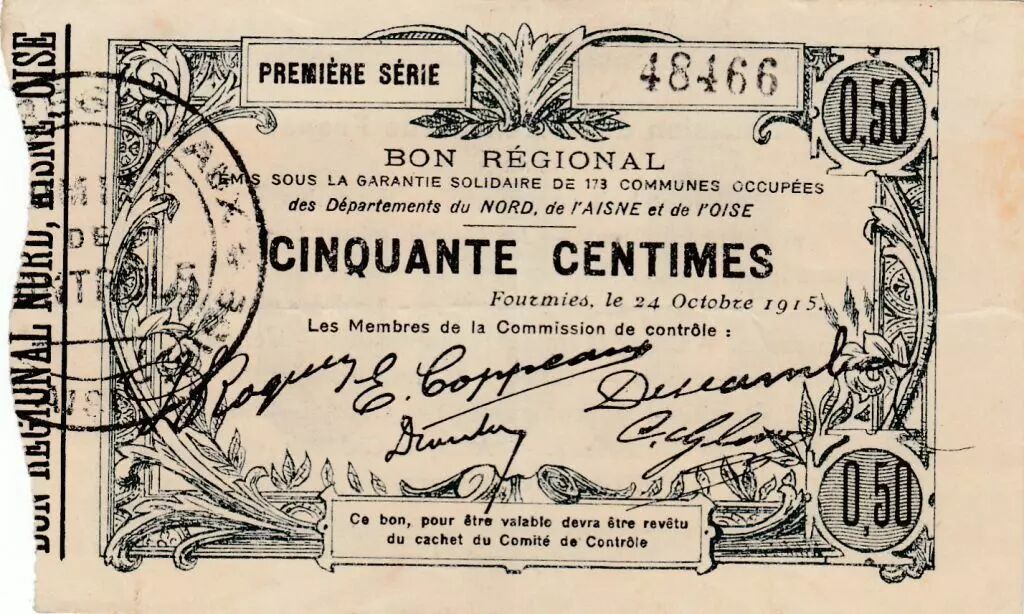 BON RÉGIONAL NORD, AISNE, OISE
PREMIÈRE SÉRIE
48466
0,50
BON RÉGIONAL
ÉMIS SOUS LA GARANTIE SOLIDAIRE DE 173 COMMUNES OCCUPÉES
des Départements du NORD, de l'AISNE et de l'OISE
CINQUANTE CENTIMES
Fourmies, le 24 Octobre 1915.
Les Membres de la Commission de contrôle :
E. Coppeaux
0,50
Ce bon, pour être valable devra être revêtu
du cachet du Comité de Contrôle